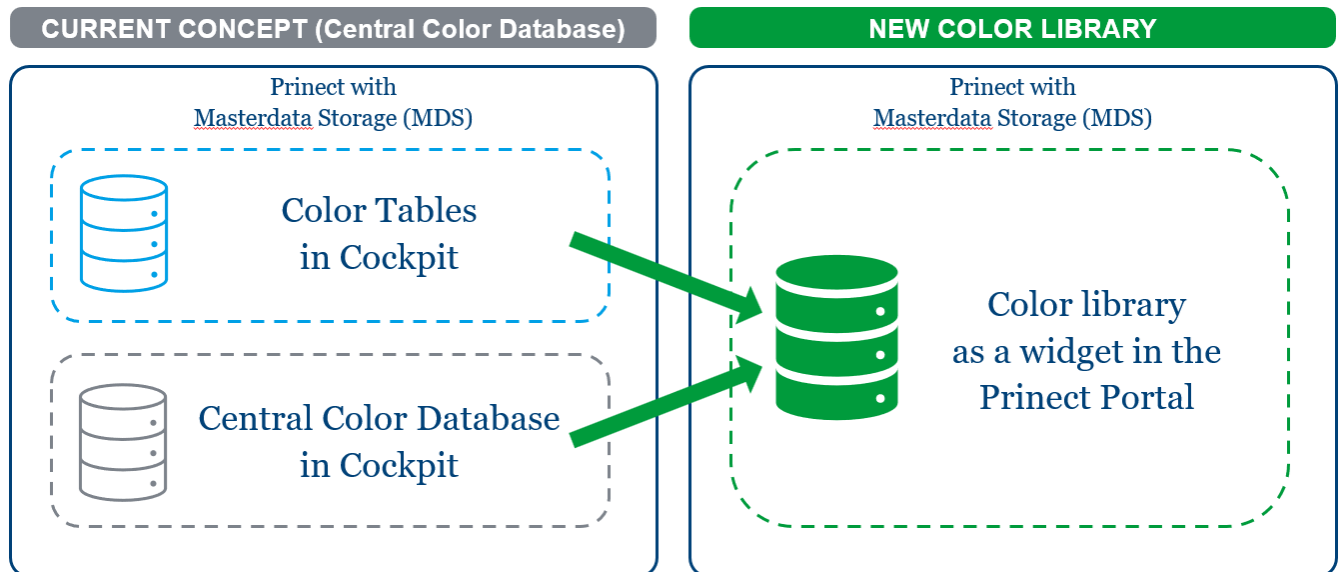 CURRENT CONCEPT (Central Color Database)
Prinect with
Masterdata Storage (MDS)
Color Tables
in Cockpit
Central Color Database
in Cockpit
NEW COLOR LIBRARY
Prinect with
Masterdata Storage (MDS)
Color library
as a widget in the
Prinect Portal